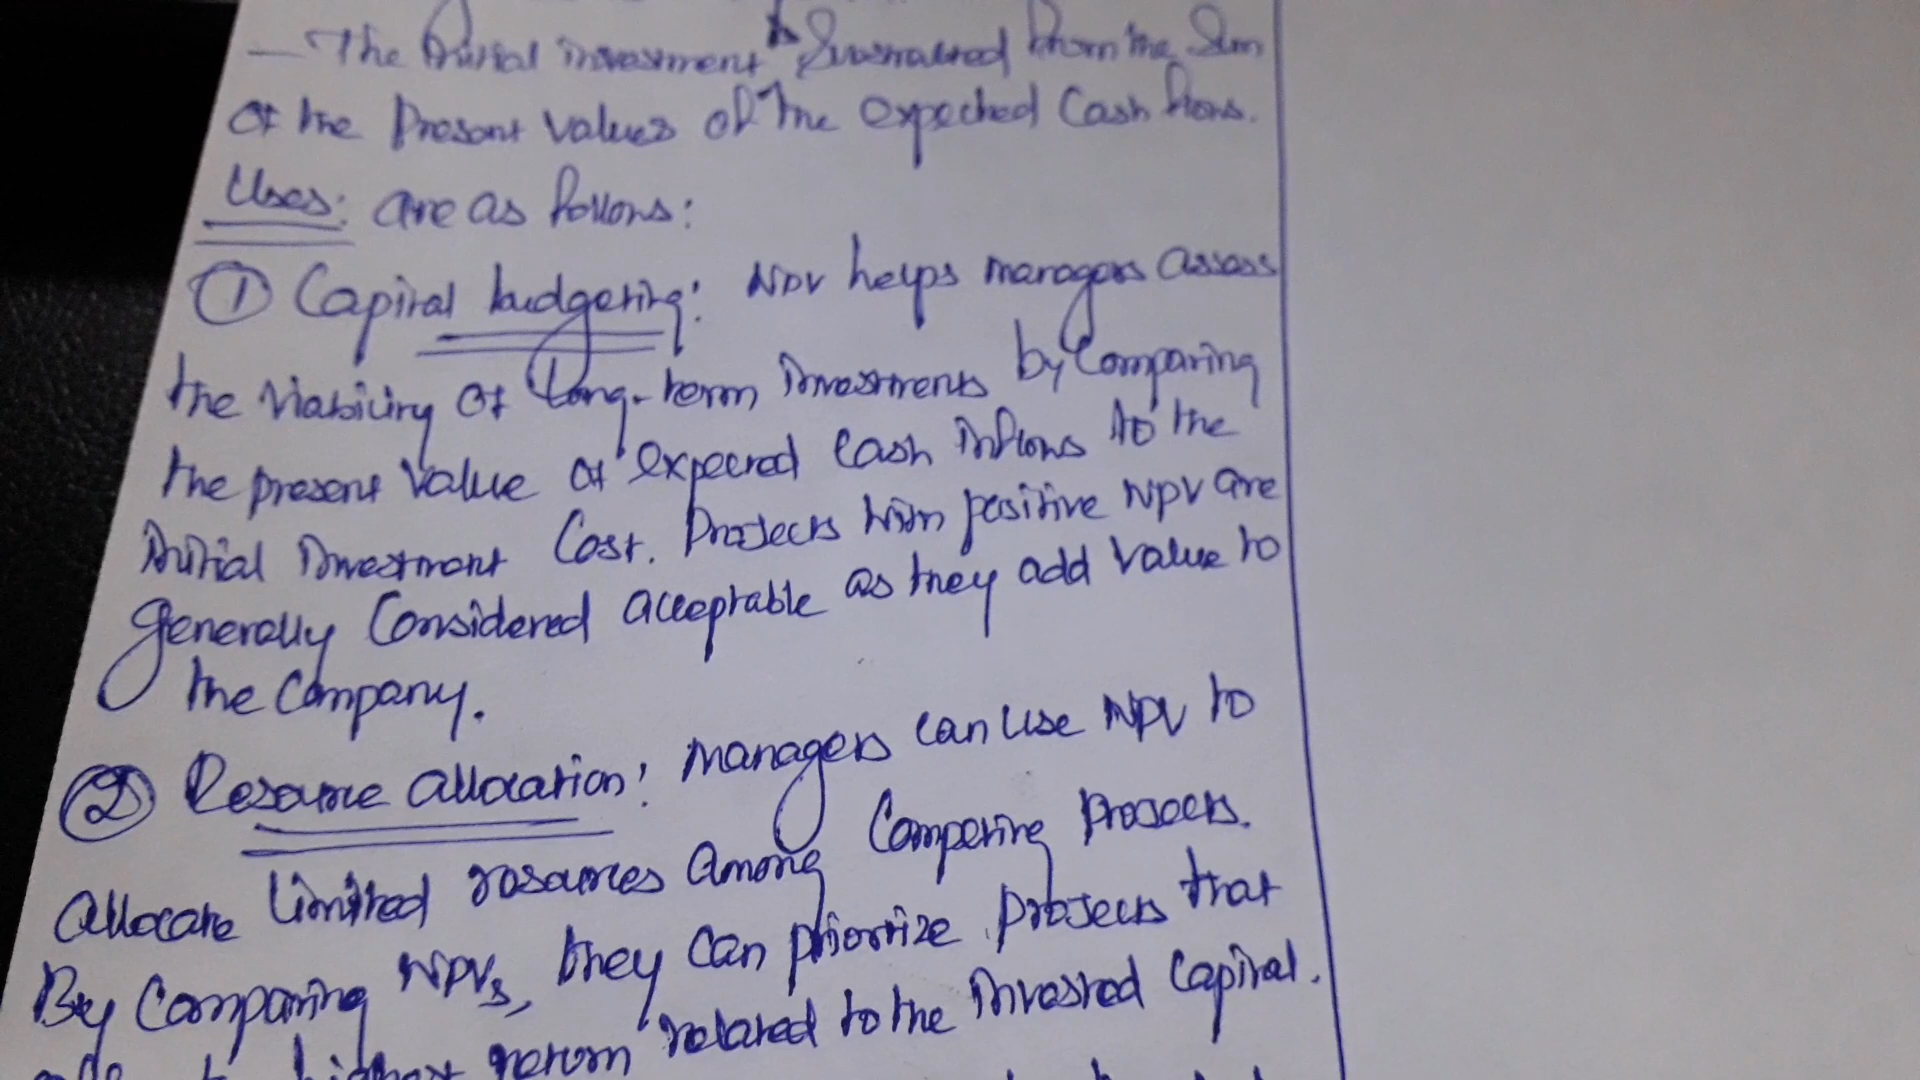 - The initial investment is Subtracted from the Sum
of the Present values of the expected Cash flows.
Uses: are as follows:
① Capital budgeting: NPV helps managers assess
the viability of long-term investments by comparing
the present value of expected cash inflows to the
initial investment Cost. Projects with positive NPV are
generally Considered acceptable as they add value to
the Company.
② Resource allocation: managers can use NPV to
allocate limited resources among Competing Projects.
By Comparing NPVs, they can prioritize projects that
highest return related to the invested capital.